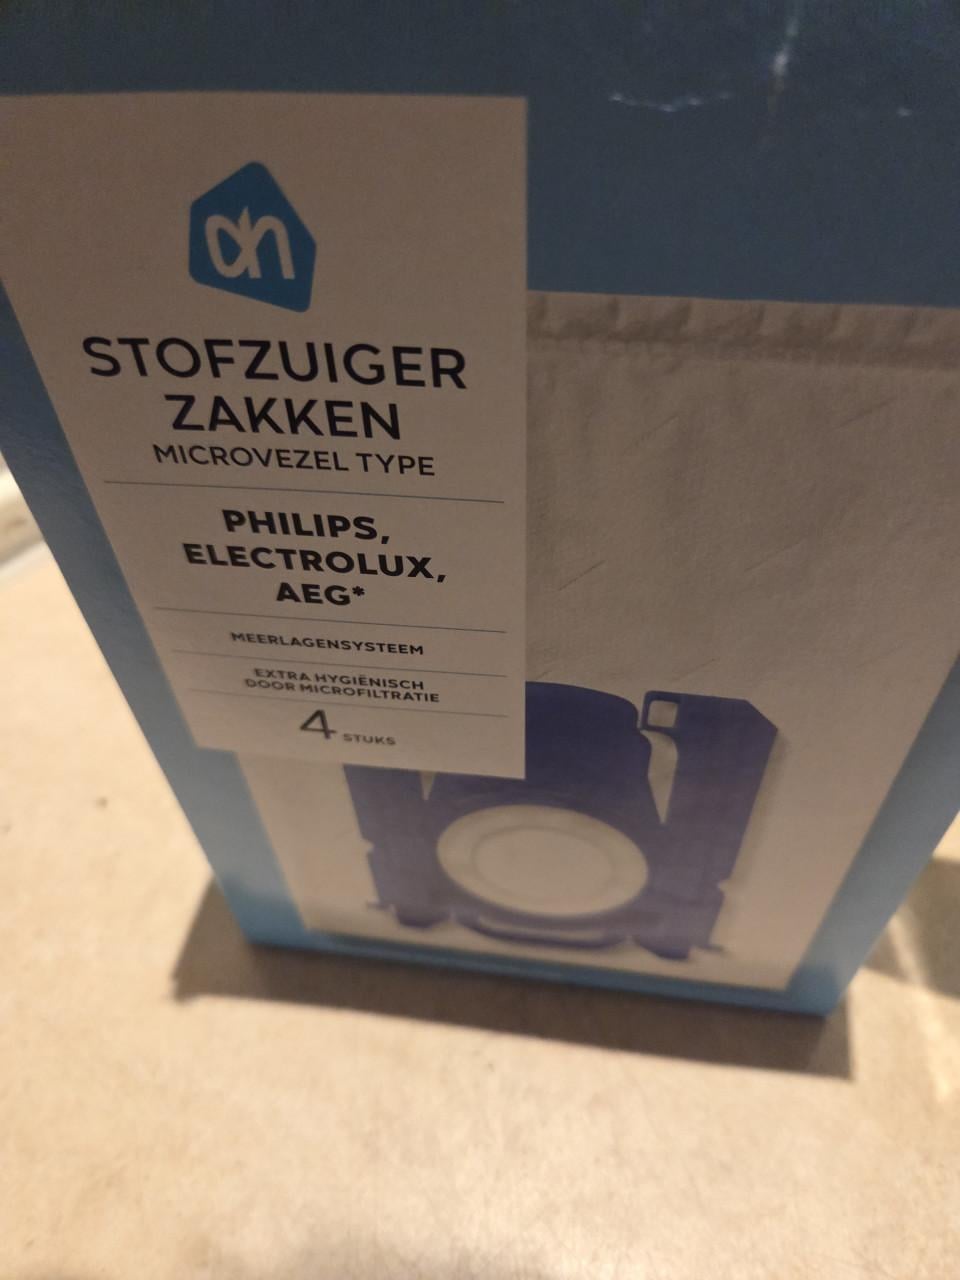 ah
STOFZUIGER
ZAKKEN
MICROVEZEL TYPE
PHILIPS,
ELECTROLUX,
AEG*
MEERLAGENSYSTEEM
EXTRA HYGIËNISCH
DOOR MICROFILTRATIE
4 STUKS